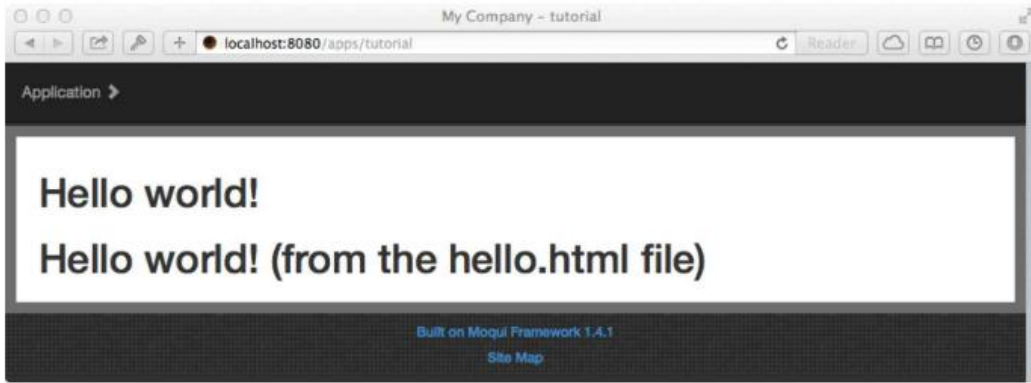 My Company - tutorial
localhost:8080/apps/tutorial
Reader
Application
Hello world!
Hello world! (from the hello.html file)
Built on Moqui Framework 1.4.1
Site Map